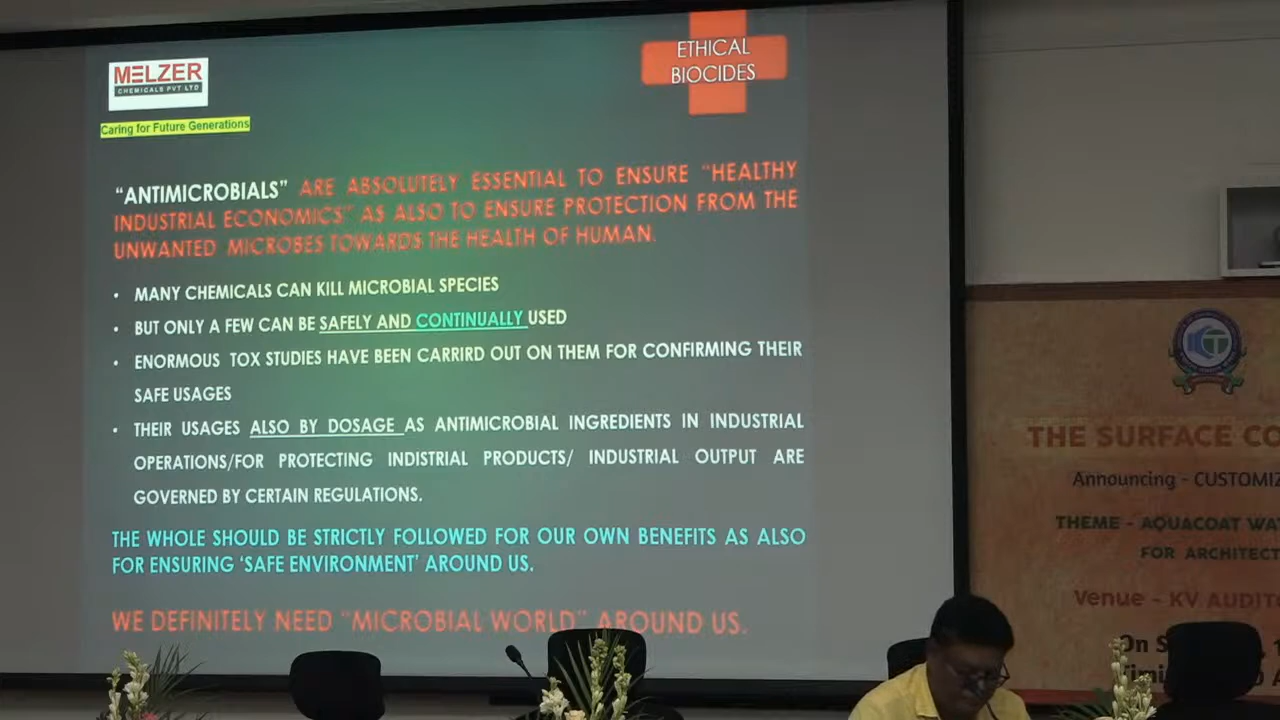 MELZER
CHEMICALS PVT LTD
Caring for Future Generations
ETHICAL
BIOCIDES
“ANTIMICROBIALS” ARE ABSOLUTELY ESSENTIAL TO ENSURE “HEALTHY
INDUSTRIAL ECONOMICS” AS ALSO TO ENSURE PROTECTION FROM THE
UNWANTED MICROBES TOWARDS THE HEALTH OF HUMAN.
• MANY CHEMICALS CAN KILL MICROBIAL SPECIES
• BUT ONLY A FEW CAN BE SAFELY AND CONTINUALLY USED
• ENORMOUS TOX STUDIES HAVE BEEN CARRIRD OUT ON THEM FOR CONFIRMING THEIR
SAFE USAGES
• THEIR USAGES ALSO BY DOSAGE AS ANTIMICROBIAL INGREDIENTS IN INDUSTRIAL
OPERATIONS/FOR PROTECTING INDISTRIAL PRODUCTS/ INDUSTRIAL OUTPUT ARE
GOVERNED BY CERTAIN REGULATIONS.
THE WHOLE SHOULD BE STRICTLY FOLLOWED FOR OUR OWN BENEFITS AS ALSO
FOR ENSURING ‘SAFE ENVIRONMENT’ AROUND US.
WE DEFINITELY NEED “MICROBIAL WORLD” AROUND US.
THE SURFACE CO
Announcing - CUSTOMIZ
THEME - AQUACOAT WA
FOR ARCHITECT
Venue - KV AUDIT
On S